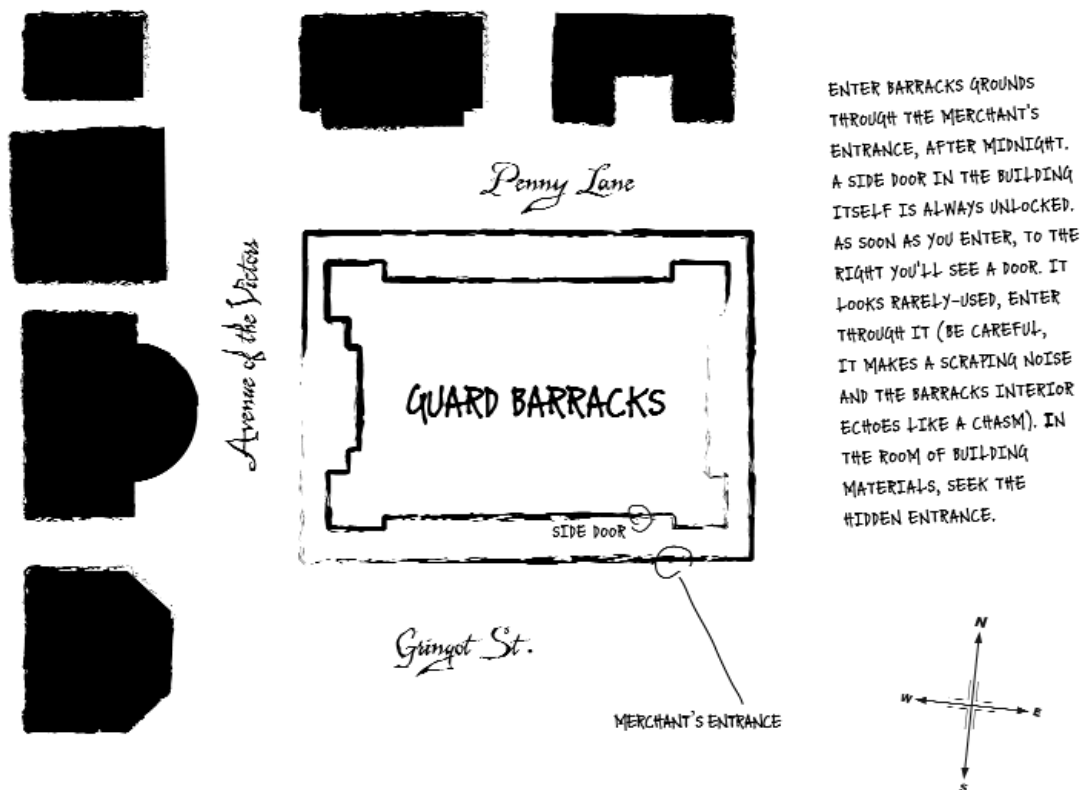 Penny Lane
Avenue of the Victors
GUARD BARRACKS
SIDE DOOR
Gringot St.
MERCHANT'S ENTRANCE
ENTER BARRACKS GROUNDS
THROUGH THE MERCHANT'S
ENTRANCE, AFTER MIDNIGHT.
A SIDE DOOR IN THE BUILDING
ITSELF IS ALWAYS UNLOCKED.
AS SOON AS YOU ENTER, TO THE
RIGHT YOU'LL SEE A DOOR. IT
LOOKS RARELY-USED, ENTER
THROUGH IT (BE CAREFUL,
IT MAKES A SCRAPING NOISE
AND THE BARRACKS INTERIOR
ECHOES LIKE A CHASM). IN
THE ROOM OF BUILDING
MATERIALS, SEEK THE
HIDDEN ENTRANCE.
N
W
E
S